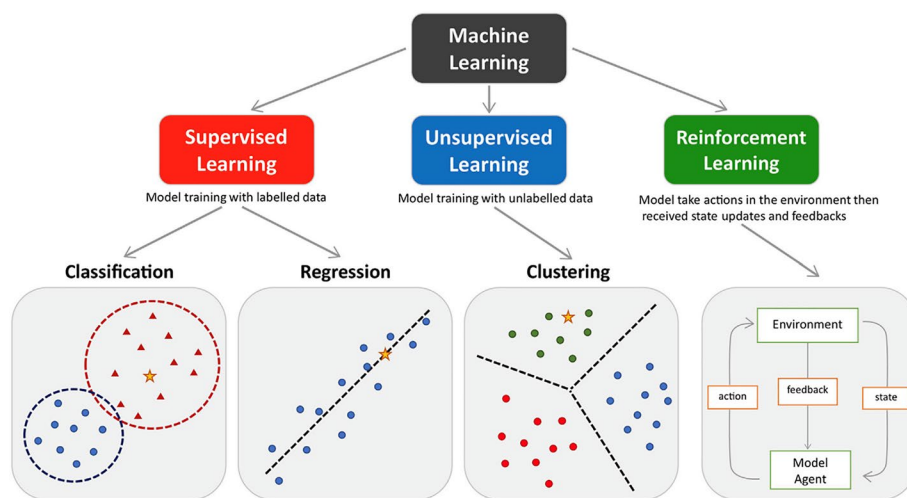 Machine
Learning
Supervised
Learning
Unsupervised
Learning
Reinforcement
Learning
Model training with labelled data
Model training with unlabelled data
Model take actions in the environment then
received state updates and feedbacks
Classification
Regression
Clustering
Environment
action
feedback
state
Model
Agent